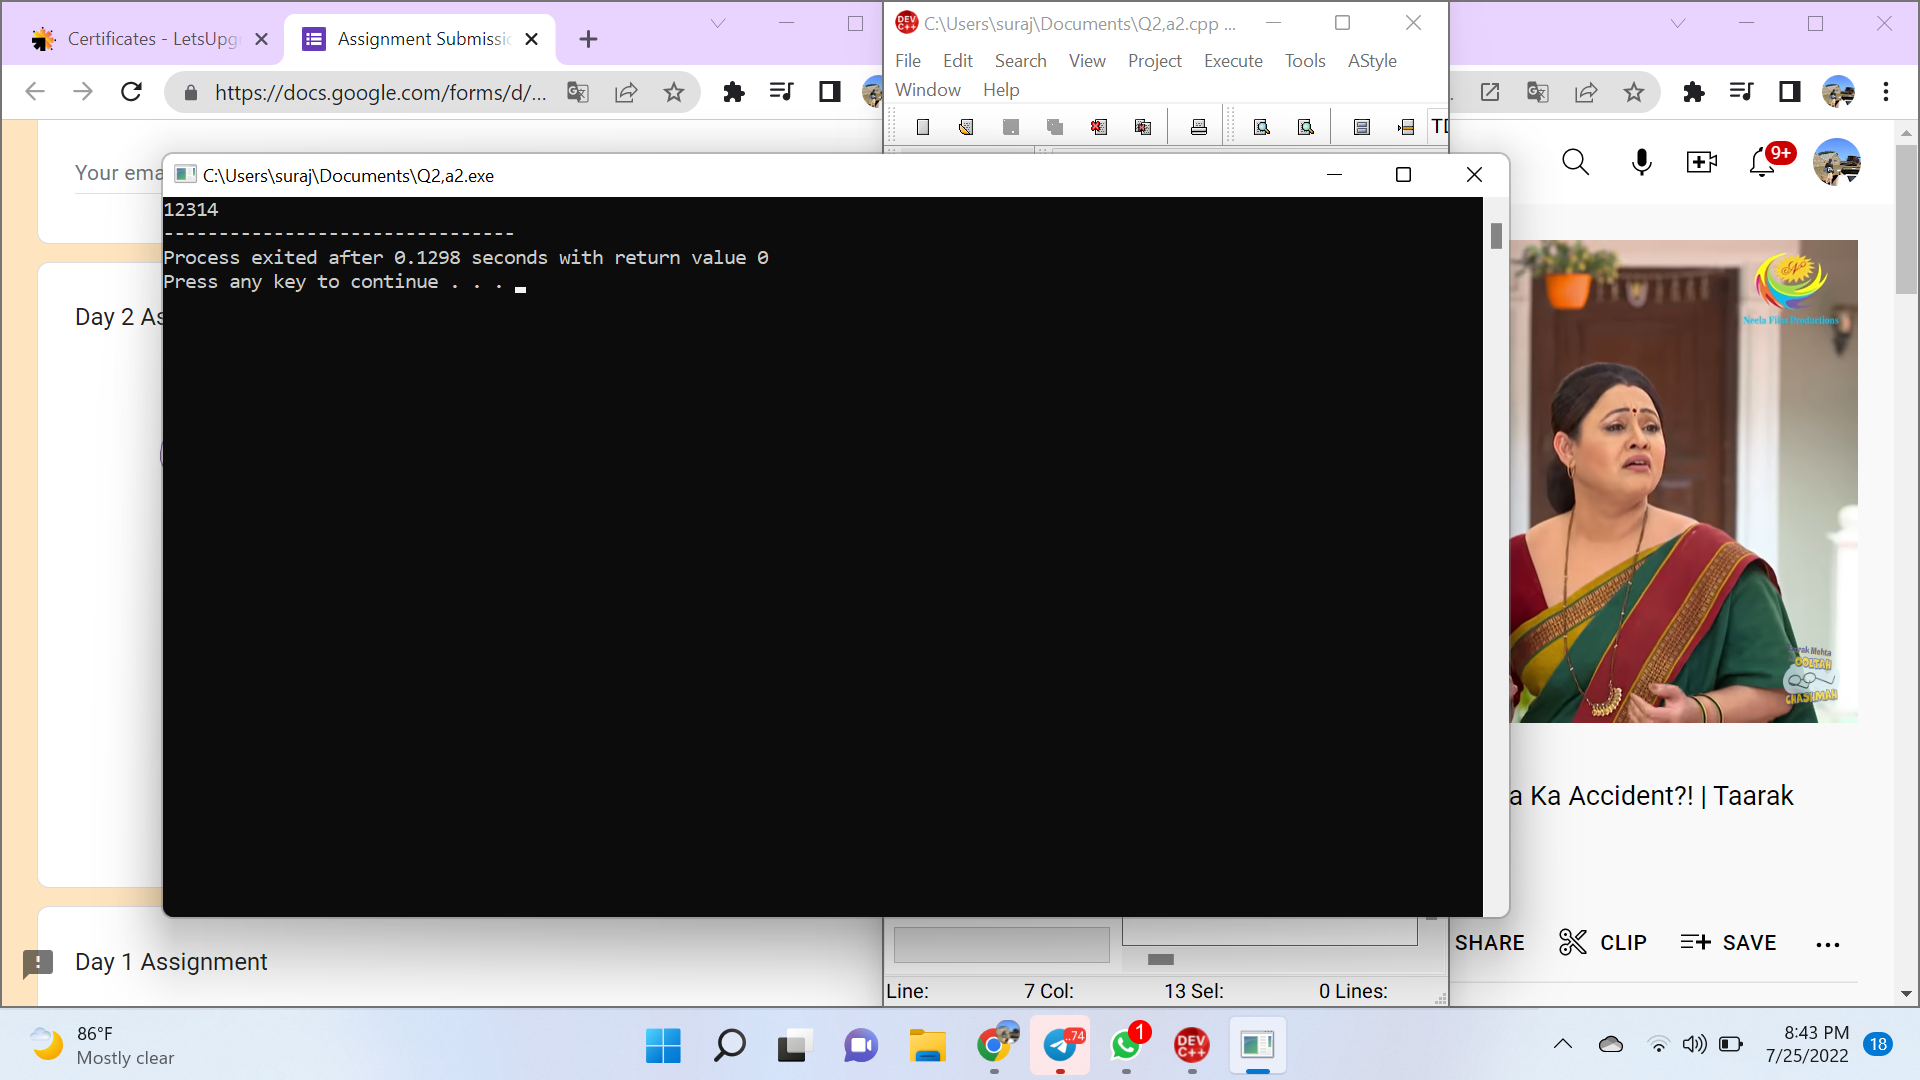 Certificates - LetsUpgr
Assignment Submissio
https://docs.google.com/forms/d/...
Your ema
Day 2 As
Day 1 Assignment
C:\Users\suraj\Documents\Q2,a2.cpp ...
File Edit Search View Project Execute Tools AStyle
Window Help
C:\Users\suraj\Documents\Q2,a2.exe
12314
--------------------------------
Process exited after 0.1298 seconds with return value 0
Press any key to continue . . .
Line: 7 Col: 13 Sel: 0 Lines:
9+
Neela Film Productions
Taarak Mehta
OOLTAH
CHASHMAH
a Ka Accident?! | Taarak
SHARE CLIP SAVE
86°F
Mostly clear
..74
1
DEV
C++
8:43 PM
7/25/2022
18